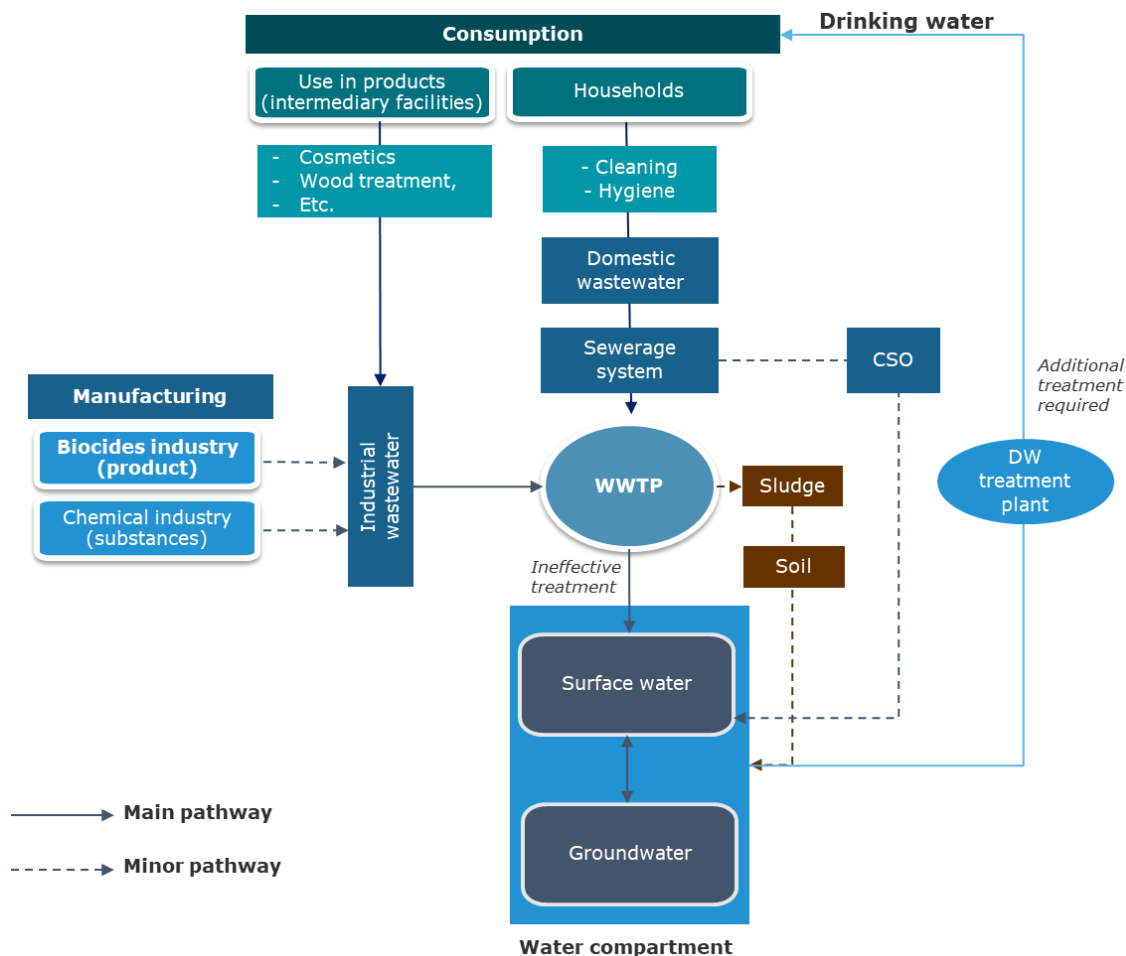 Drinking water
Consumption
Use in products
(intermediary facilities)
Households
- Cosmetics
- Wood treatment,
- Etc.
- Cleaning
- Hygiene
Domestic
wastewater
Sewerage
system
CSO
Additional
treatment
required
Manufacturing
Biocides industry
(product)
Chemical industry
(substances)
Industrial
wastewater
WWTP
Sludge
DW
treatment
plant
Soil
Ineffective
treatment
Surface water
Groundwater
Main pathway
Minor pathway
Water compartment